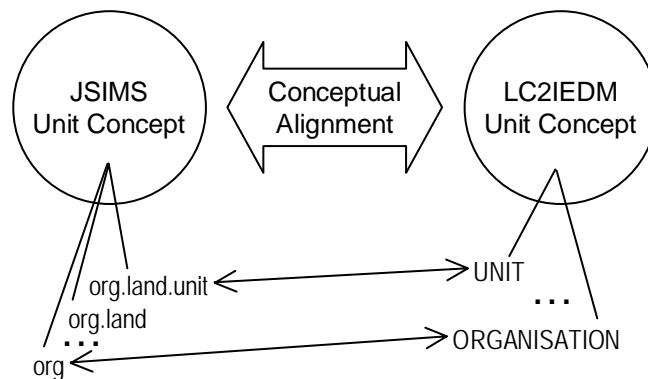 JSIMS
Unit Concept
Conceptual
Alignment
LC2IEDM
Unit Concept
org.land.unit
UNIT
org.land
...
...
org
ORGANISATION